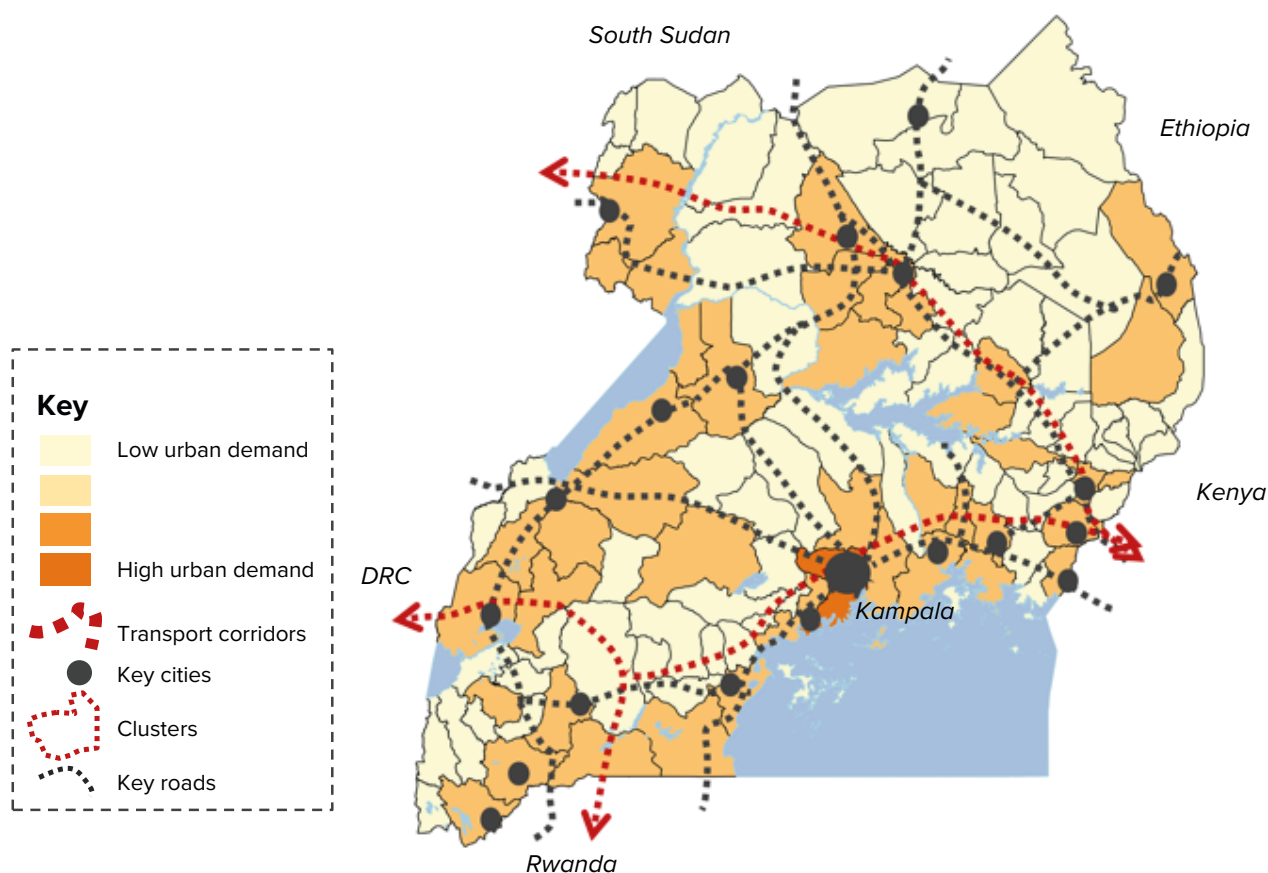 South Sudan
Ethiopia
Key
Low urban demand
High urban demand
Transport corridors
Key cities
Clusters
Key roads
Kenya
DRC
Kampala
Rwanda